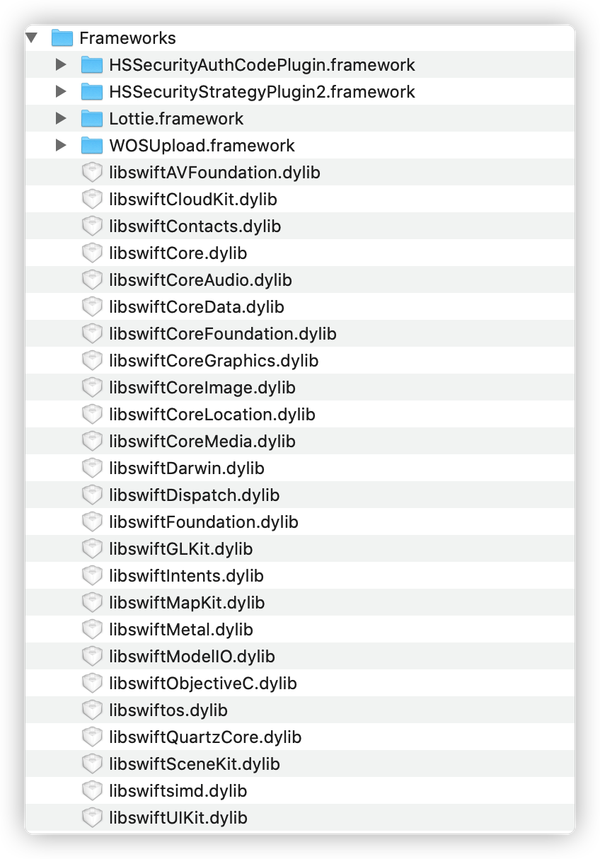 Frameworks
HSSecurityAuthCodePlugin.framework
HSSecurityStrategyPlugin2.framework
Lottie.framework
WOSUpload.framework
libswiftAVFoundation.dylib
libswiftCloudKit.dylib
libswiftContacts.dylib
libswiftCore.dylib
libswiftCoreAudio.dylib
libswiftCoreData.dylib
libswiftCoreFoundation.dylib
libswiftCoreGraphics.dylib
libswiftCoreImage.dylib
libswiftCoreLocation.dylib
libswiftCoreMedia.dylib
libswiftDarwin.dylib
libswiftDispatch.dylib
libswiftFoundation.dylib
libswiftGLKit.dylib
libswiftIntents.dylib
libswiftMapKit.dylib
libswiftMetal.dylib
libswiftModelIO.dylib
libswiftObjectiveC.dylib
libswiftos.dylib
libswiftQuartzCore.dylib
libswiftSceneKit.dylib
libswiftsimd.dylib
libswiftUIKit.dylib